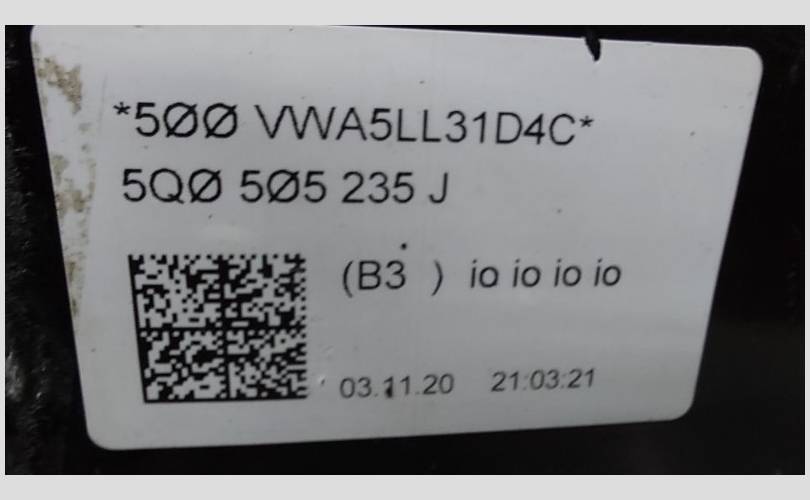 *5ØØ VWA5LL31D4C*
5QØ 5Ø5 235 J
(B3 ) io io io io
03.11.20 21:03:21